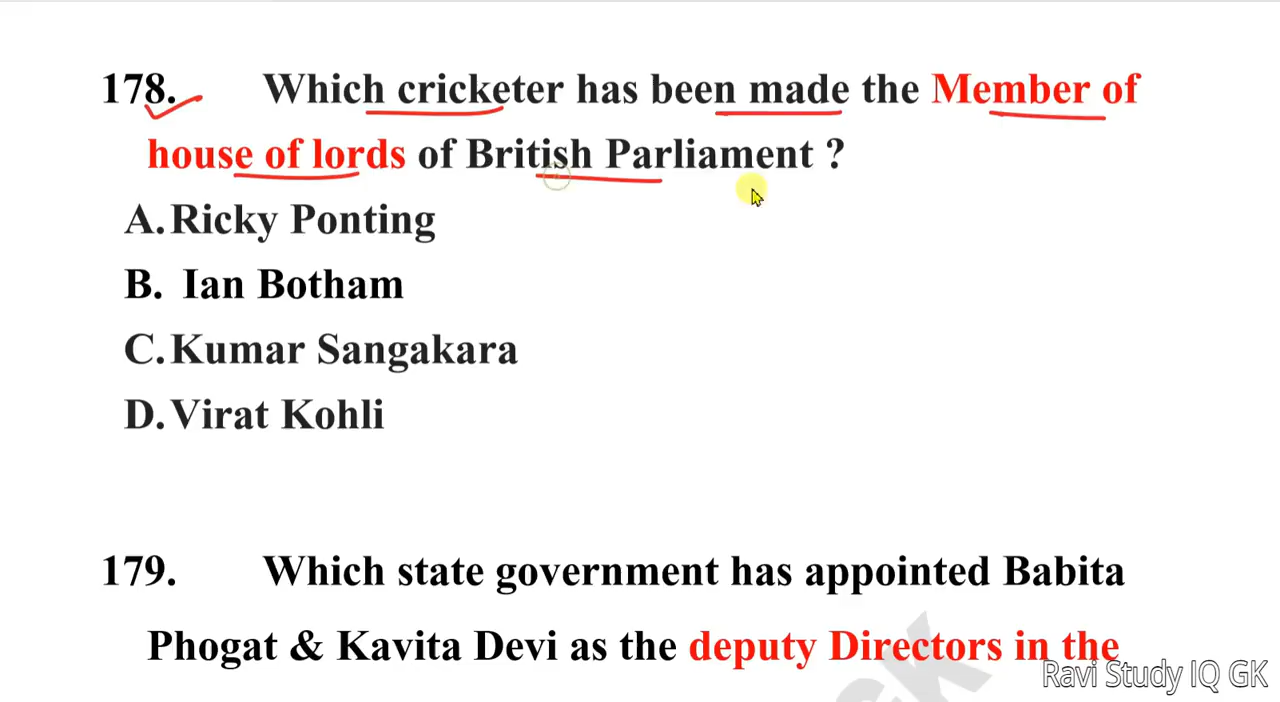 178. Which cricketer has been made the Member of
house of lords of British Parliament ?
A. Ricky Ponting
B. Ian Botham
C. Kumar Sangakara
D. Virat Kohli
179. Which state government has appointed Babita
Phogat & Kavita Devi as the deputy Directors in the
Ravi Study IQ GK